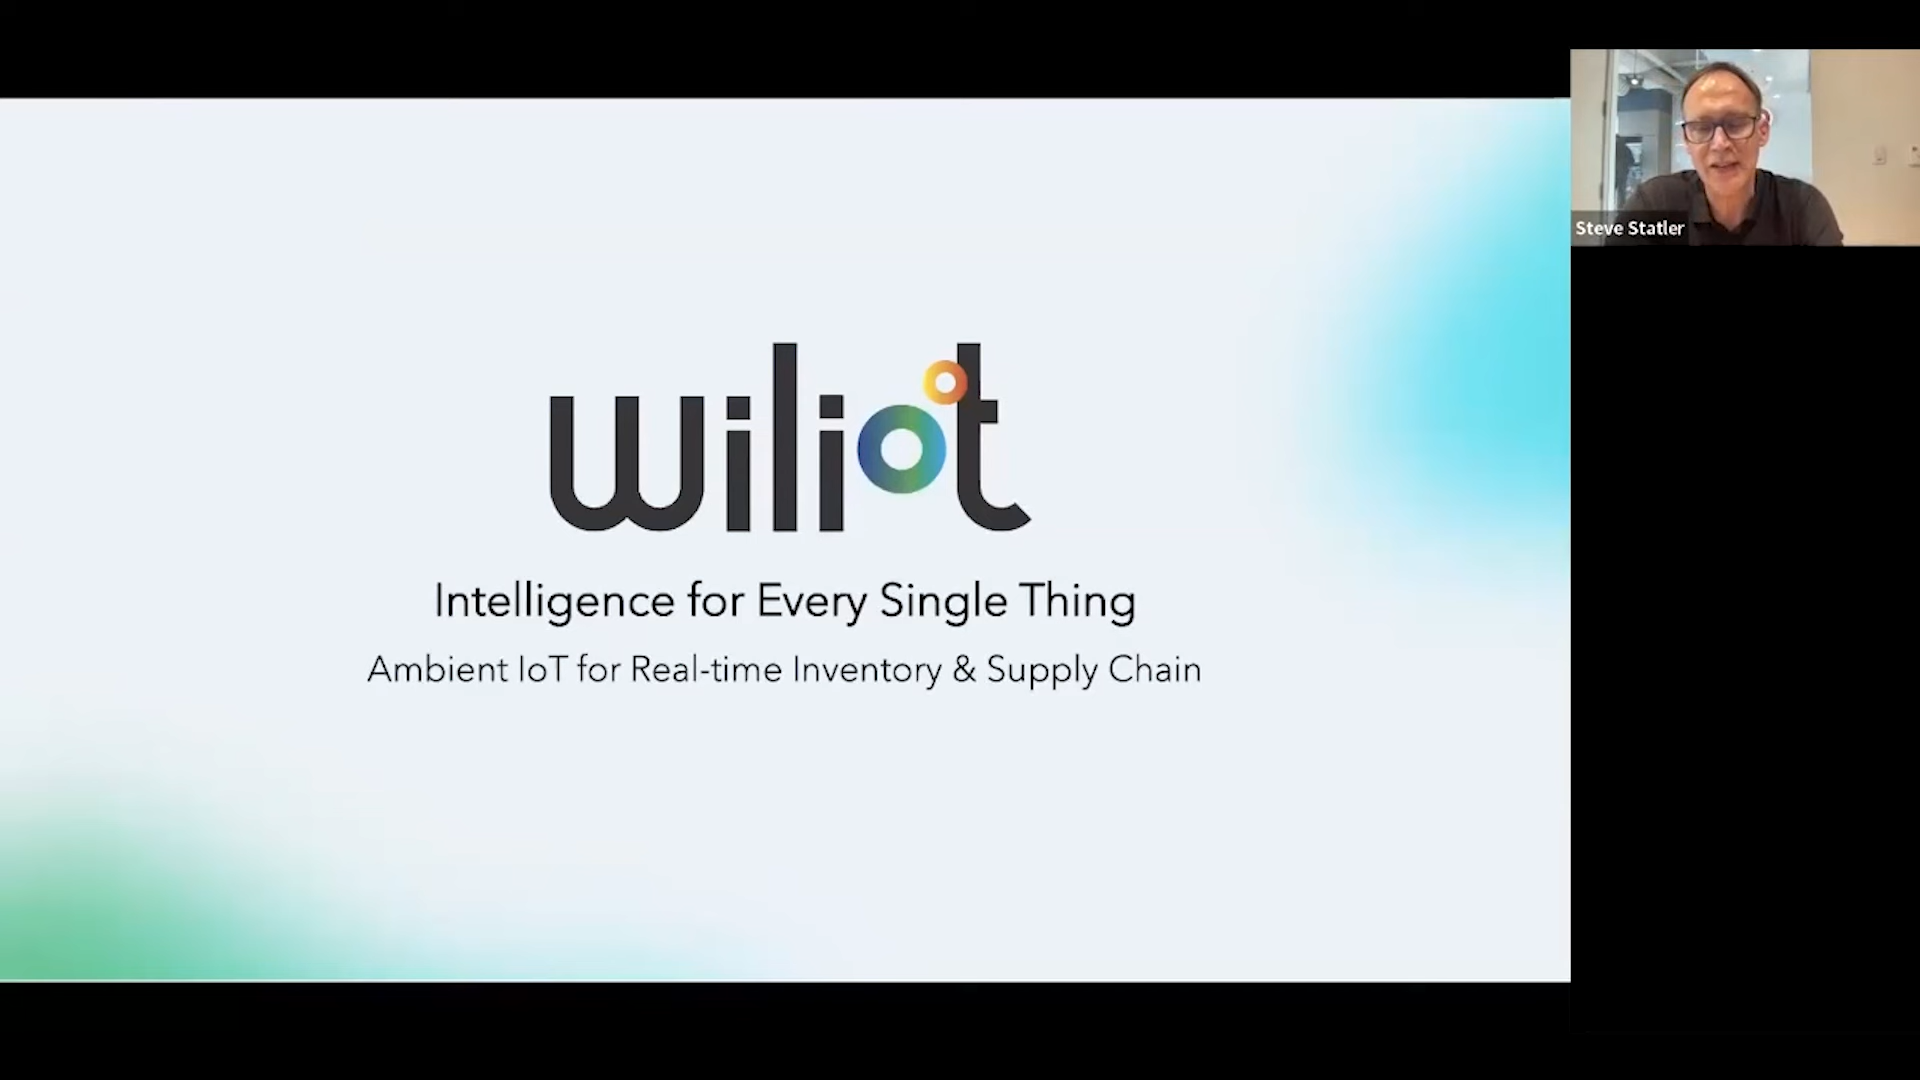 wiliot
Intelligence for Every Single Thing
Ambient IoT for Real-time Inventory & Supply Chain
Steve Statler